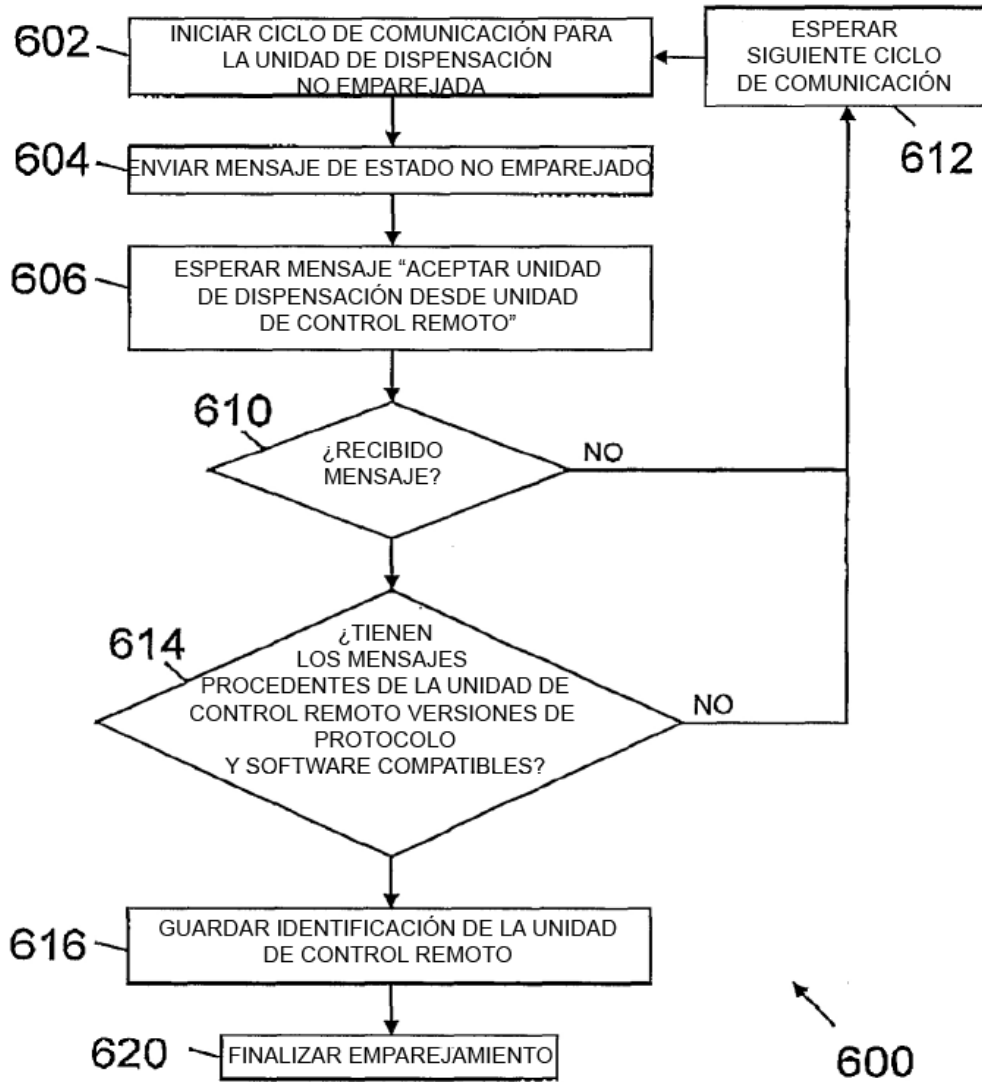 602
INICIAR CICLO DE COMUNICACIÓN PARA
LA UNIDAD DE DISPENSACIÓN
NO EMPAREJADA
ESPERAR
SIGUIENTE CICLO
DE COMUNICACIÓN
612
604
ENVIAR MENSAJE DE ESTADO NO EMPAREJADO
606
ESPERAR MENSAJE “ACEPTAR UNIDAD
DE DISPENSACIÓN DESDE UNIDAD
DE CONTROL REMOTO”
610
¿RECIBIDO
MENSAJE?
NO
614
¿TIENEN
LOS MENSAJES
PROCEDENTES DE LA UNIDAD DE
CONTROL REMOTO VERSIONES DE
PROTOCOLO
Y SOFTWARE COMPATIBLES?
NO
616
GUARDAR IDENTIFICACIÓN DE LA UNIDAD
DE CONTROL REMOTO
620
FINALIZAR EMPAREJAMIENTO
600